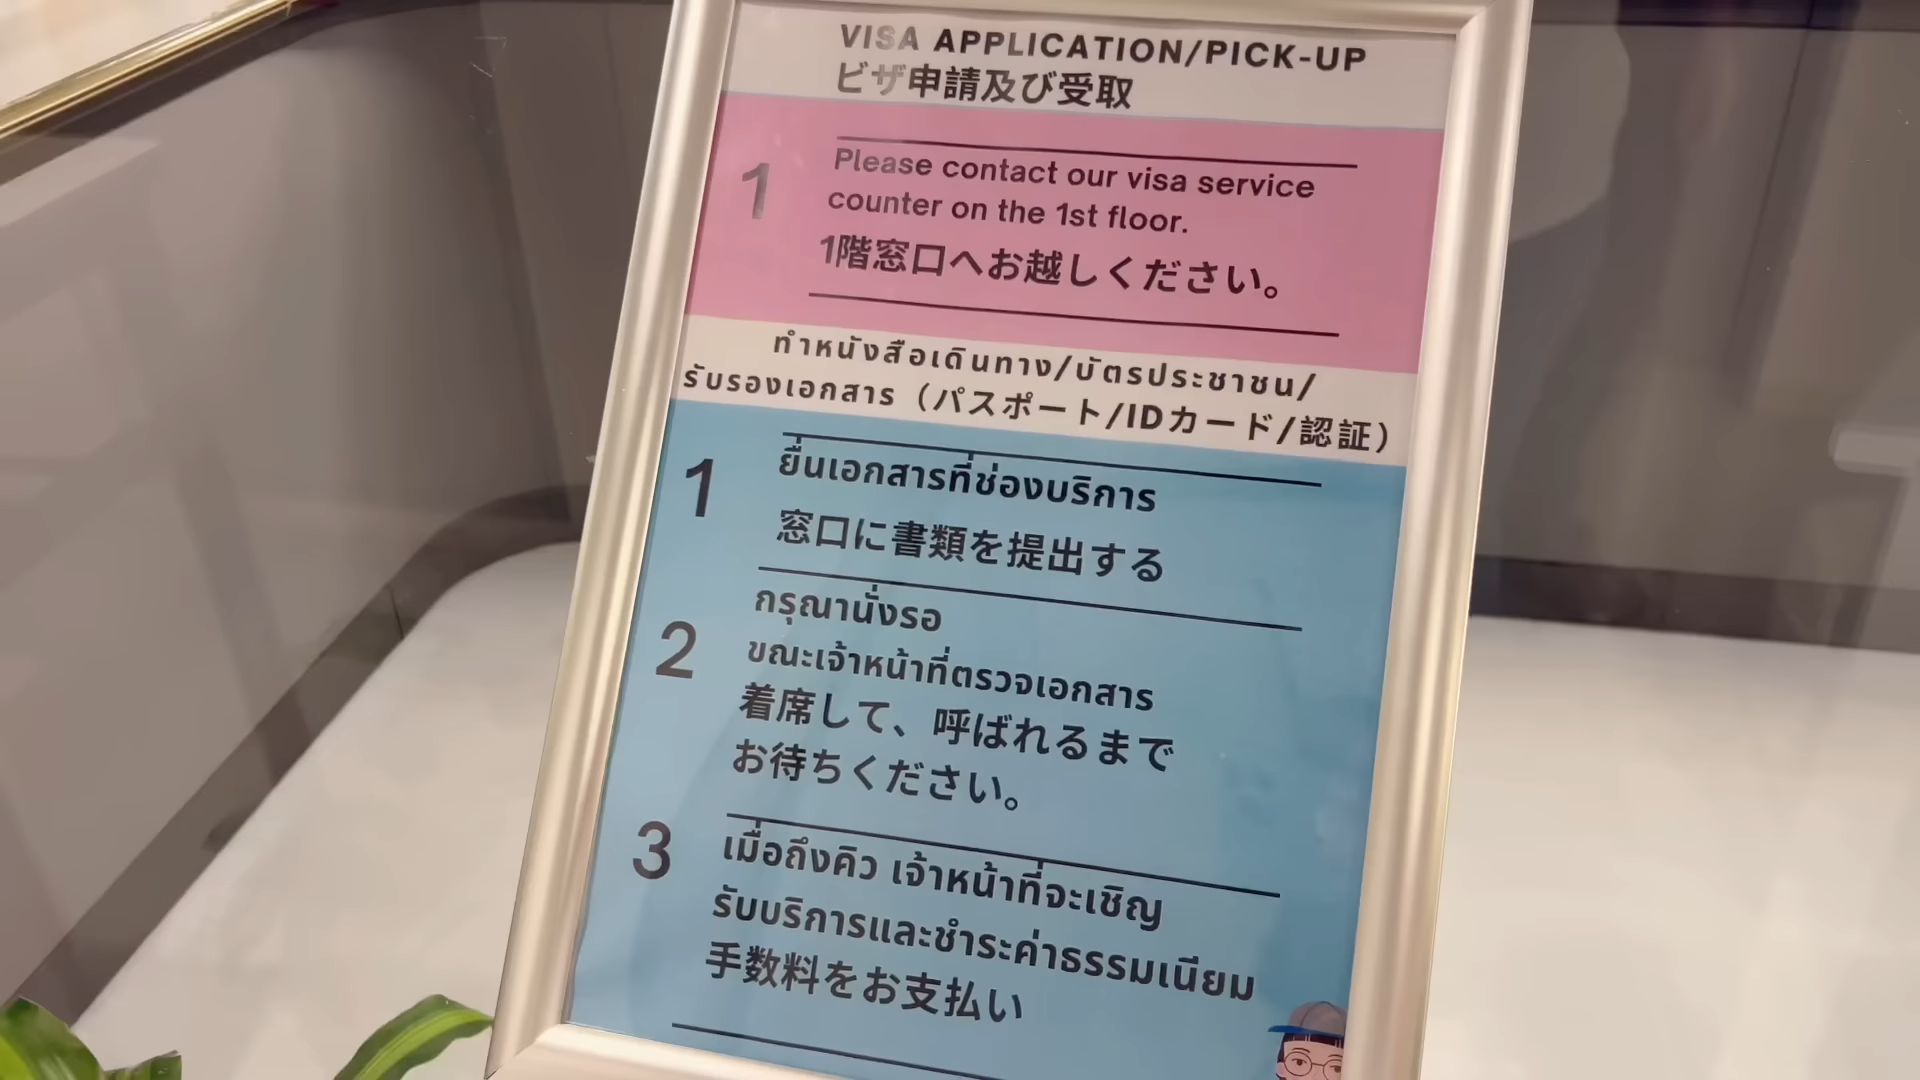 VISA APPLICATION/PICK-UP
ビザ申請及び受取
1
Please contact our visa service
counter on the 1st floor.
1階窓口へお越しください。
ทำหนังสือเดินทาง/บัตรประชาชน/
รับรองเอกสาร（パスポート/IDカード/認証）
1
ยื่นเอกสารที่ช่องบริการ
窓口に書類を提出する
2
กรุณานั่งรอ
ขณะเจ้าหน้าที่ตรวจเอกสาร
着席して、呼ばれるまで
お待ちください。
3
เมื่อถึงคิว เจ้าหน้าที่จะเชิญ
รับบริการและชำระค่าธรรมเนียม
手数料をお支払い